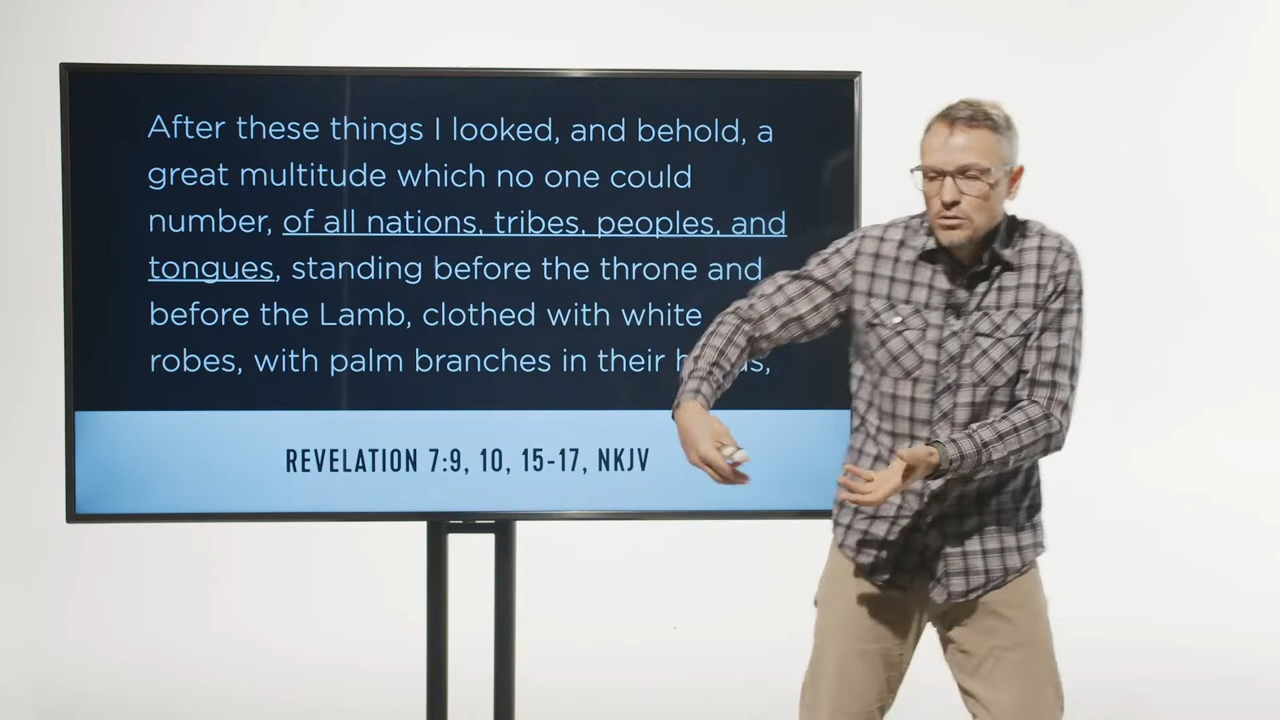 After these things I looked, and behold, a
great multitude which no one could
number, of all nations, tribes, peoples, and
tongues, standing before the throne and
before the Lamb, clothed with white
robes, with palm branches in their
REVELATION 7:9, 10, 15-17, NKJV